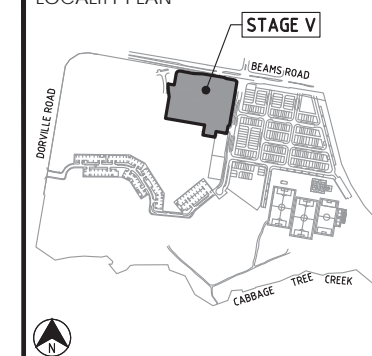 LOCALITY PLAN
STAGE V
BEAMS ROAD
DORVILLE ROAD
CABBAGE TREE CREEK
N